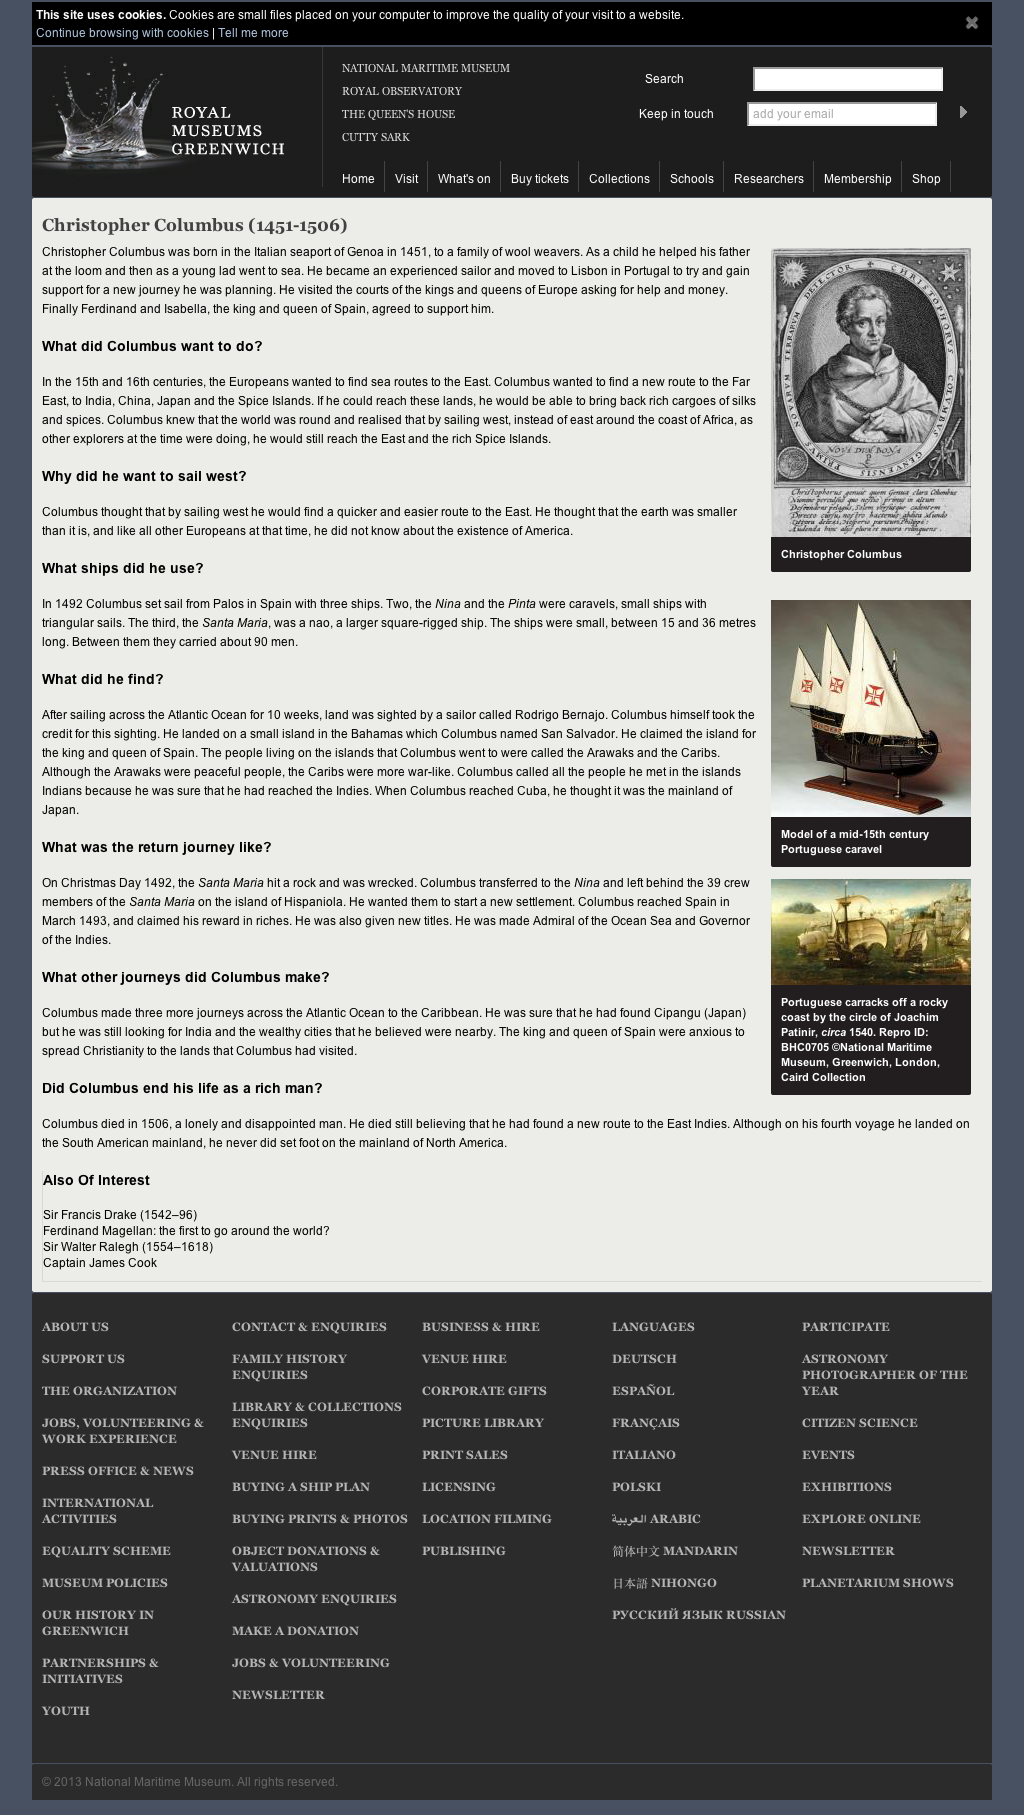 This site uses cookies. Cookies are small files placed on your computer to improve the quality of your visit to a website.
Continue browsing with cookies | Tell me more
ROYAL
MUSEUMS
GREENWICH
NATIONAL MARITIME MUSEUM
ROYAL OBSERVATORY
THE QUEEN'S HOUSE
CUTTY SARK
Search
Keep in touch
add your email
Home
Visit
What's on
Buy tickets
Collections
Schools
Researchers
Membership
Shop
Christopher Columbus (1451-1506)
Christopher Columbus was born in the Italian seaport of Genoa in 1451, to a family of wool weavers. As a child he helped his father
at the loom and then as a young lad went to sea. He became an experienced sailor and moved to Lisbon in Portugal to try and gain
support for a new journey he was planning. He visited the courts of the kings and queens of Europe asking for help and money.
Finally Ferdinand and Isabella, the king and queen of Spain, agreed to support him.
What did Columbus want to do?
In the 15th and 16th centuries, the Europeans wanted to find sea routes to the East. Columbus wanted to find a new route to the Far
East, to India, China, Japan and the Spice Islands. If he could reach these lands, he would be able to bring back rich cargoes of silks
and spices. Columbus knew that the world was round and realised that by sailing west, instead of east around the coast of Africa, as
other explorers at the time were doing, he would still reach the East and the rich Spice Islands.
Why did he want to sail west?
Columbus thought that by sailing west he would find a quicker and easier route to the East. He thought that the earth was smaller
than it is, and like all other Europeans at that time, he did not know about the existence of America.
What ships did he use?
In 1492 Columbus set sail from Palos in Spain with three ships. Two, the Nina and the Pinta were caravels, small ships with
triangular sails. The third, the Santa Maria, was a nao, a larger square-rigged ship. The ships were small, between 15 and 36 metres
long. Between them they carried about 90 men.
What did he find?
After sailing across the Atlantic Ocean for 10 weeks, land was sighted by a sailor called Rodrigo Bernajo. Columbus himself took the
credit for this sighting. He landed on a small island in the Bahamas which Columbus named San Salvador. He claimed the island for
the king and queen of Spain. The people living on the islands that Columbus went to were called the Arawaks and the Caribs.
Although the Arawaks were peaceful people, the Caribs were more war-like. Columbus called all the people he met in the islands
Indians because he was sure that he had reached the Indies. When Columbus reached Cuba, he thought it was the mainland of
Japan.
What was the return journey like?
On Christmas Day 1492, the Santa Maria hit a rock and was wrecked. Columbus transferred to the Nina and left behind the 39 crew
members of the Santa Maria on the island of Hispaniola. He wanted them to start a new settlement. Columbus reached Spain in
March 1493, and claimed his reward in riches. He was also given new titles. He was made Admiral of the Ocean Sea and Governor
of the Indies.
What other journeys did Columbus make?
Columbus made three more journeys across the Atlantic Ocean to the Caribbean. He was sure that he had found Cipangu (Japan)
but he was still looking for India and the wealthy cities that he believed were nearby. The king and queen of Spain were anxious to
spread Christianity to the lands that Columbus had visited.
Did Columbus end his life as a rich man?
Columbus died in 1506, a lonely and disappointed man. He died still believing that he had found a new route to the East Indies. Although on his fourth voyage he landed on
the South American mainland, he never did set foot on the mainland of North America.
CHRISTOPHORUS COLUMBUS
GENVENSIS PRIMUS
NOVARVM TERRARVM DETECTOR
NOVA DVM BONA
Christopher Columbus
Model of a mid-15th century
Portuguese caravel
Portuguese carracks off a rocky
coast by the circle of Joachim
Patinir, circa 1540. Repro ID:
BHC0705 ©National Maritime
Museum, Greenwich, London,
Caird Collection
Also Of Interest
Sir Francis Drake (1542–96)
Ferdinand Magellan: the first to go around the world?
Sir Walter Ralegh (1554–1618)
Captain James Cook
ABOUT US
SUPPORT US
THE ORGANIZATION
JOBS, VOLUNTEERING &
WORK EXPERIENCE
PRESS OFFICE & NEWS
INTERNATIONAL
ACTIVITIES
EQUALITY SCHEME
MUSEUM POLICIES
OUR HISTORY IN
GREENWICH
PARTNERSHIPS &
INITIATIVES
YOUTH
CONTACT & ENQUIRIES
FAMILY HISTORY
ENQUIRIES
LIBRARY & COLLECTIONS
ENQUIRIES
VENUE HIRE
BUYING A SHIP PLAN
BUYING PRINTS & PHOTOS
OBJECT DONATIONS &
VALUATIONS
ASTRONOMY ENQUIRIES
MAKE A DONATION
JOBS & VOLUNTEERING
NEWSLETTER
BUSINESS & HIRE
VENUE HIRE
CORPORATE GIFTS
PICTURE LIBRARY
PRINT SALES
LICENSING
LOCATION FILMING
PUBLISHING
LANGUAGES
DEUTSCH
ESPAÑOL
FRANÇAIS
ITALIANO
POLSKI
العربية ARABIC
简体中文 MANDARIN
日本語 NIHONGO
РУССКИЙ ЯЗЫК RUSSIAN
PARTICIPATE
ASTRONOMY
PHOTOGRAPHER OF THE
YEAR
CITIZEN SCIENCE
EVENTS
EXHIBITIONS
EXPLORE ONLINE
NEWSLETTER
PLANETARIUM SHOWS
© 2013 National Maritime Museum. All rights reserved.